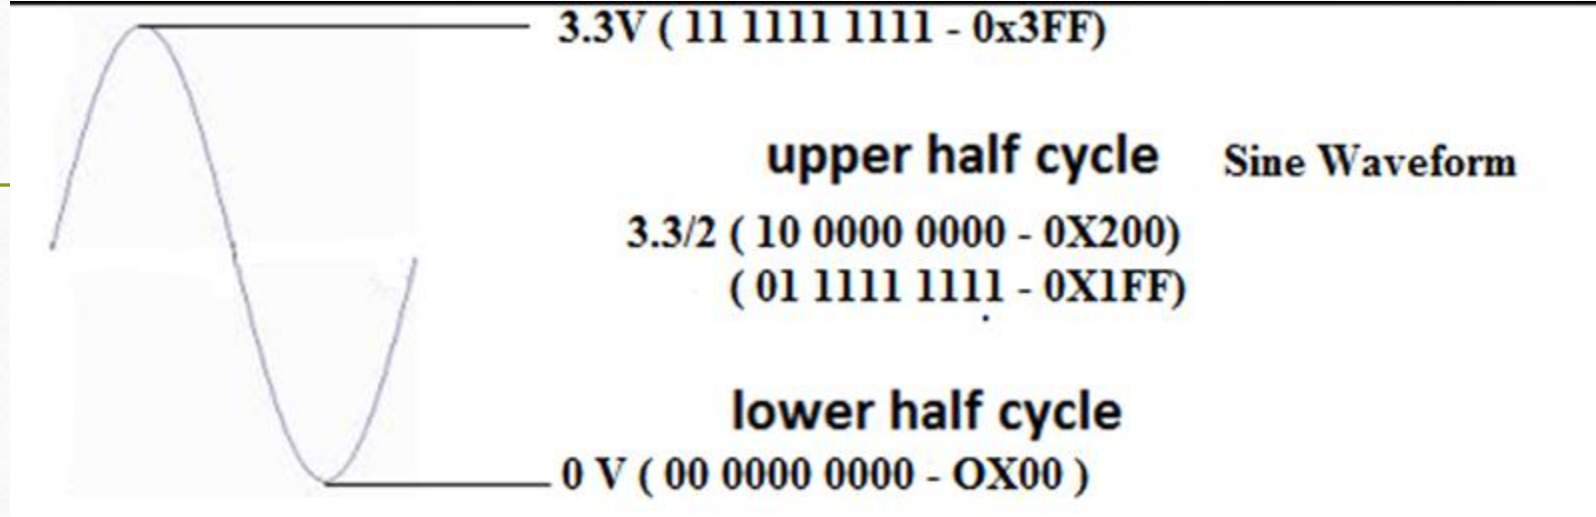 3.3V ( 11 1111 1111 - 0x3FF)
upper half cycle Sine Waveform
3.3/2 ( 10 0000 0000 - 0X200)
( 01 1111 1111 - 0X1FF)
lower half cycle
0 V ( 00 0000 0000 - OX00 )